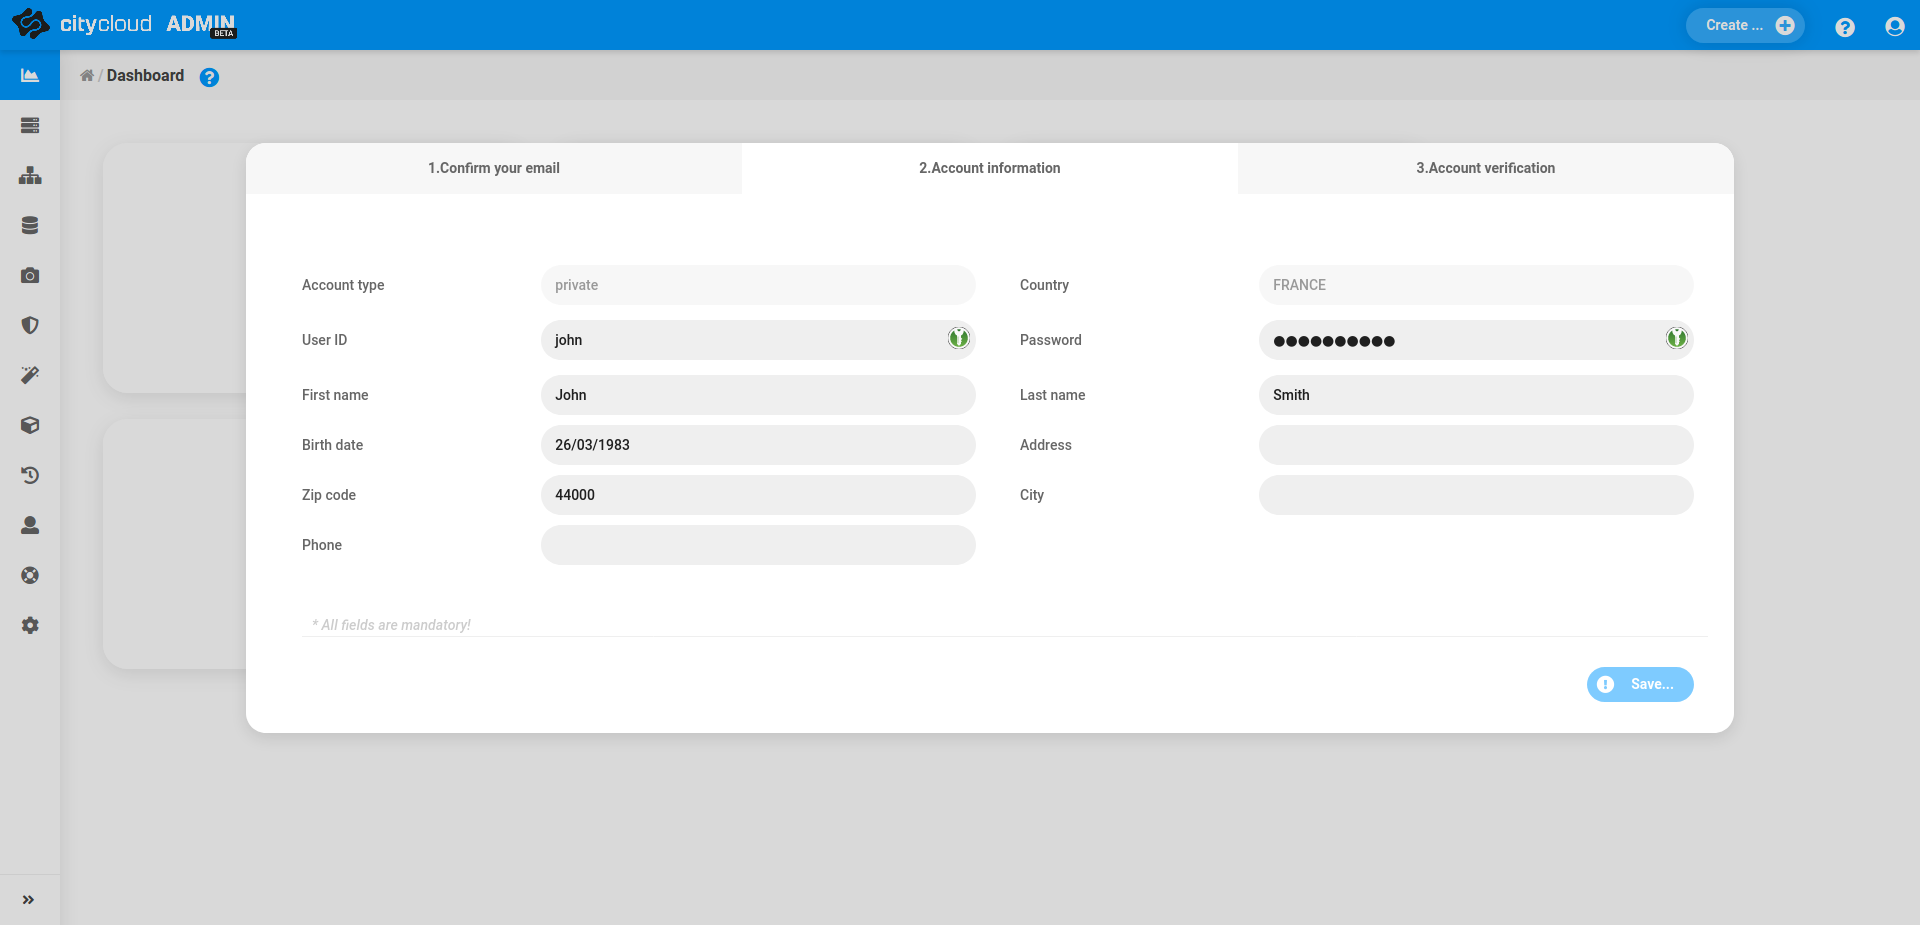 citycloud ADMIN BETA
Create ...
/ Dashboard
1.Confirm your email
2.Account information
3.Account verification
Account type
private
Country
FRANCE
User ID
john
Password
●●●●●●●●●●
First name
John
Last name
Smith
Birth date
26/03/1983
Address
Zip code
44000
City
Phone
* All fields are mandatory!
Save...